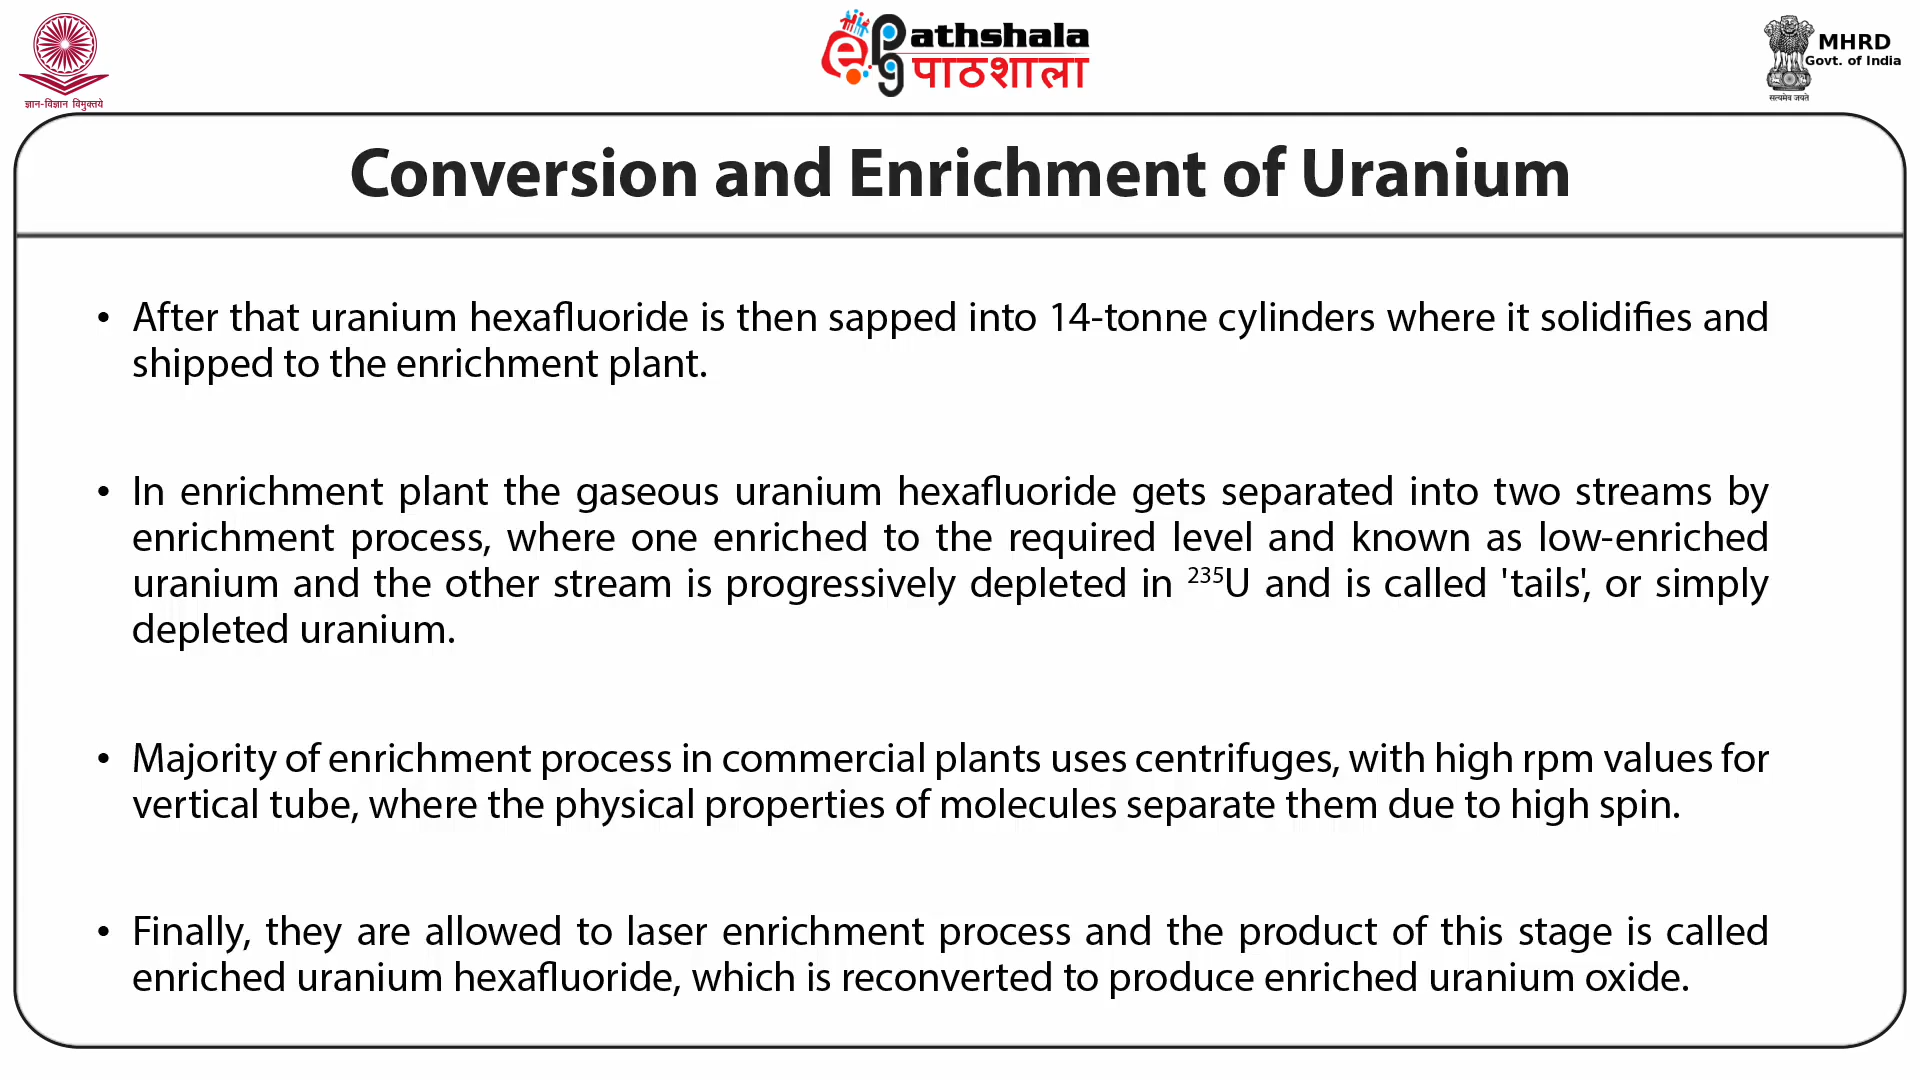 ज्ञान-विज्ञान विमुक्तये
athshala
पाठशाला
MHRD
Govt. of India
सत्यमेव जयते
Conversion and Enrichment of Uranium
• After that uranium hexafluoride is then sapped into 14-tonne cylinders where it solidifies and
shipped to the enrichment plant.
• In enrichment plant the gaseous uranium hexafluoride gets separated into two streams by
enrichment process, where one enriched to the required level and known as low-enriched
uranium and the other stream is progressively depleted in ²³⁵U and is called 'tails', or simply
depleted uranium.
• Majority of enrichment process in commercial plants uses centrifuges, with high rpm values for
vertical tube, where the physical properties of molecules separate them due to high spin.
• Finally, they are allowed to laser enrichment process and the product of this stage is called
enriched uranium hexafluoride, which is reconverted to produce enriched uranium oxide.